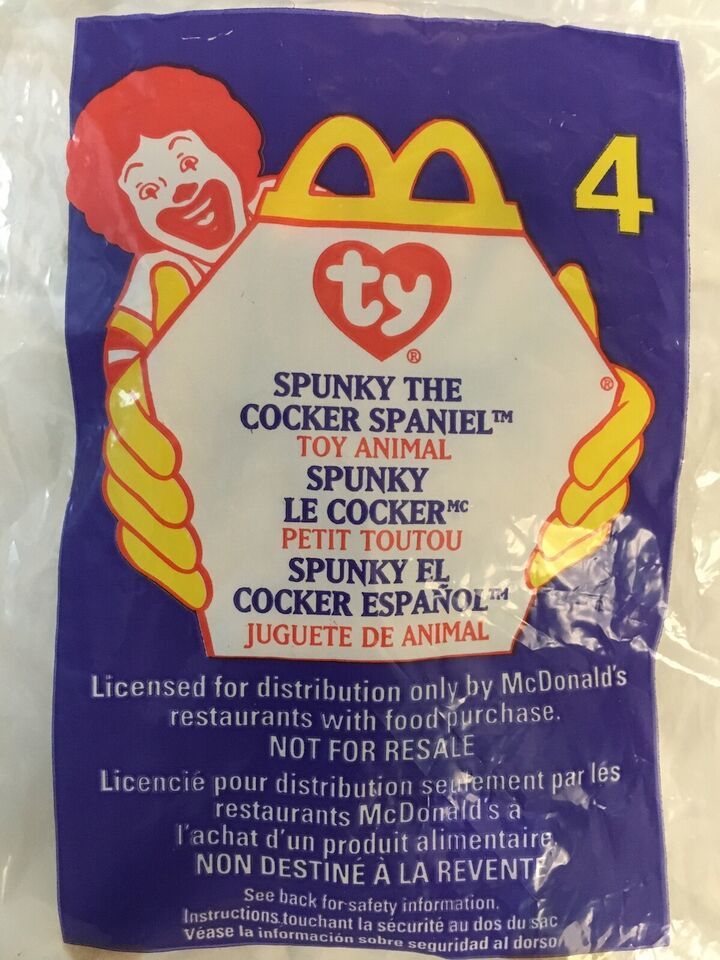 4
ty®
SPUNKY THE
COCKER SPANIEL™
TOY ANIMAL
SPUNKY
LE COCKER MC
PETIT TOUTOU
SPUNKY EL
COCKER ESPAÑOL™
JUGUETE DE ANIMAL
®
Licensed for distribution only by McDonald's
restaurants with food purchase.
NOT FOR RESALE
Licencié pour distribution seulement par les
restaurants McDonald's à
l'achat d'un produit alimentaire
NON DESTINÉ À LA REVENTE
See back for safety information.
Instructions touchant la sécurité au dos du sac
Véase la información sobre seguridad al dorso